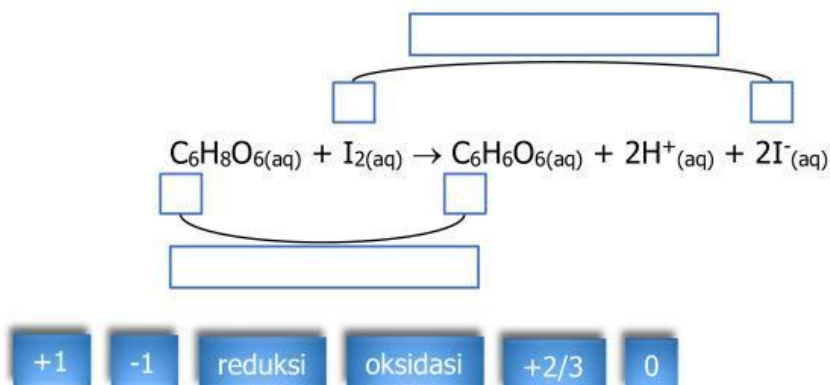 C₆H₈O₆(aq) + I₂(aq) → C₆H₆O₆(aq) + 2H⁺(aq) + 2I⁻(aq)
+1 -1 reduksi oksidasi +2/3 0